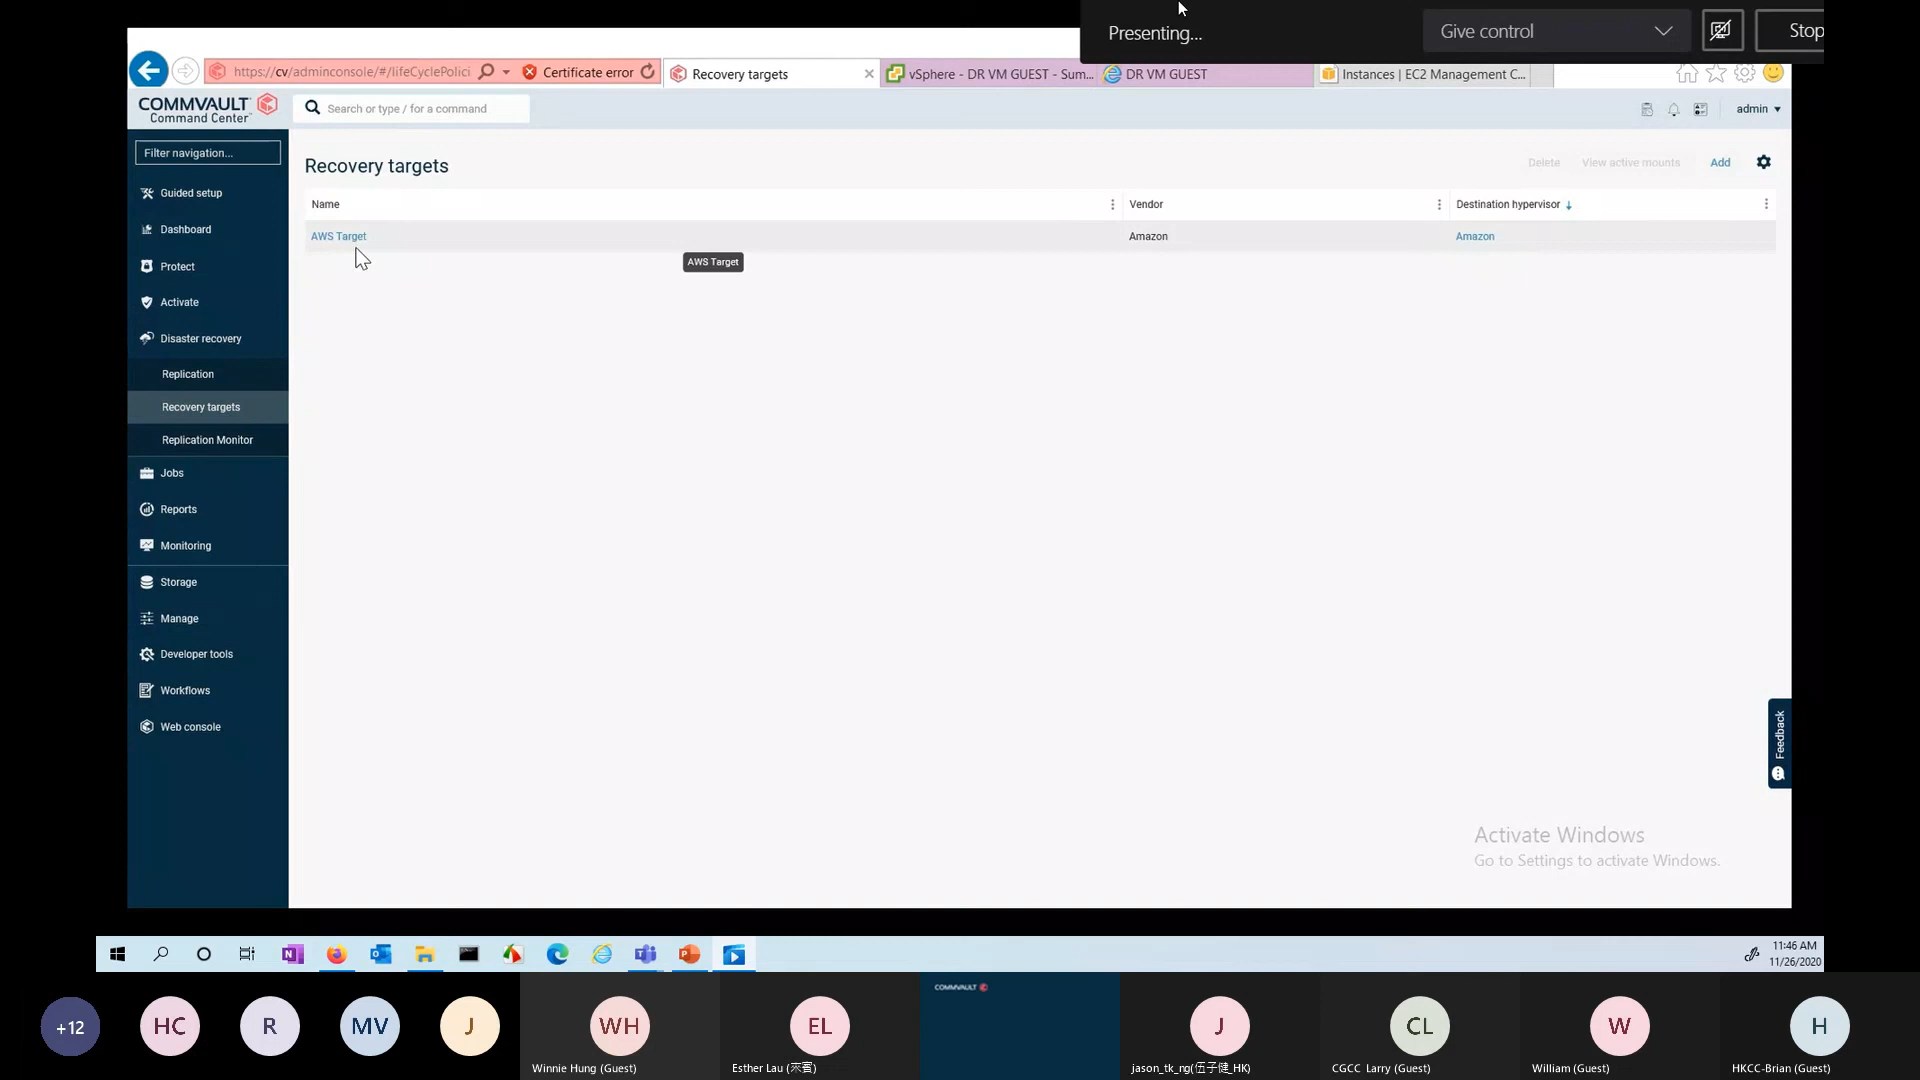 Presenting...
Give control
Stop
https://cv/adminconsole/#/lifeCyclePolici
Certificate error
Recovery targets
vSphere - DR VM GUEST - Sum...
DR VM GUEST
Instances | EC2 Management C...
COMMVAULT
Command Center
Search or type / for a command
admin
Filter navigation...
Guided setup
Dashboard
Protect
Activate
Disaster recovery
Replication
Recovery targets
Replication Monitor
Jobs
Reports
Monitoring
Storage
Manage
Developer tools
Workflows
Web console
Recovery targets
Delete
View active mounts
Add
Name
Vendor
Destination hypervisor
AWS Target
Amazon
Amazon
AWS Target
Feedback
Activate Windows
Go to Settings to activate Windows.
11:46 AM
11/26/2020
+12
HC
R
MV
J
WH
Winnie Hung (Guest)
EL
Esther Lau (禾賓)
COMMVAULT
J
jason_tk_ng(伍子健_HK)
CL
CGCC Larry (Guest)
W
William (Guest)
H
HKCC-Brian (Guest)